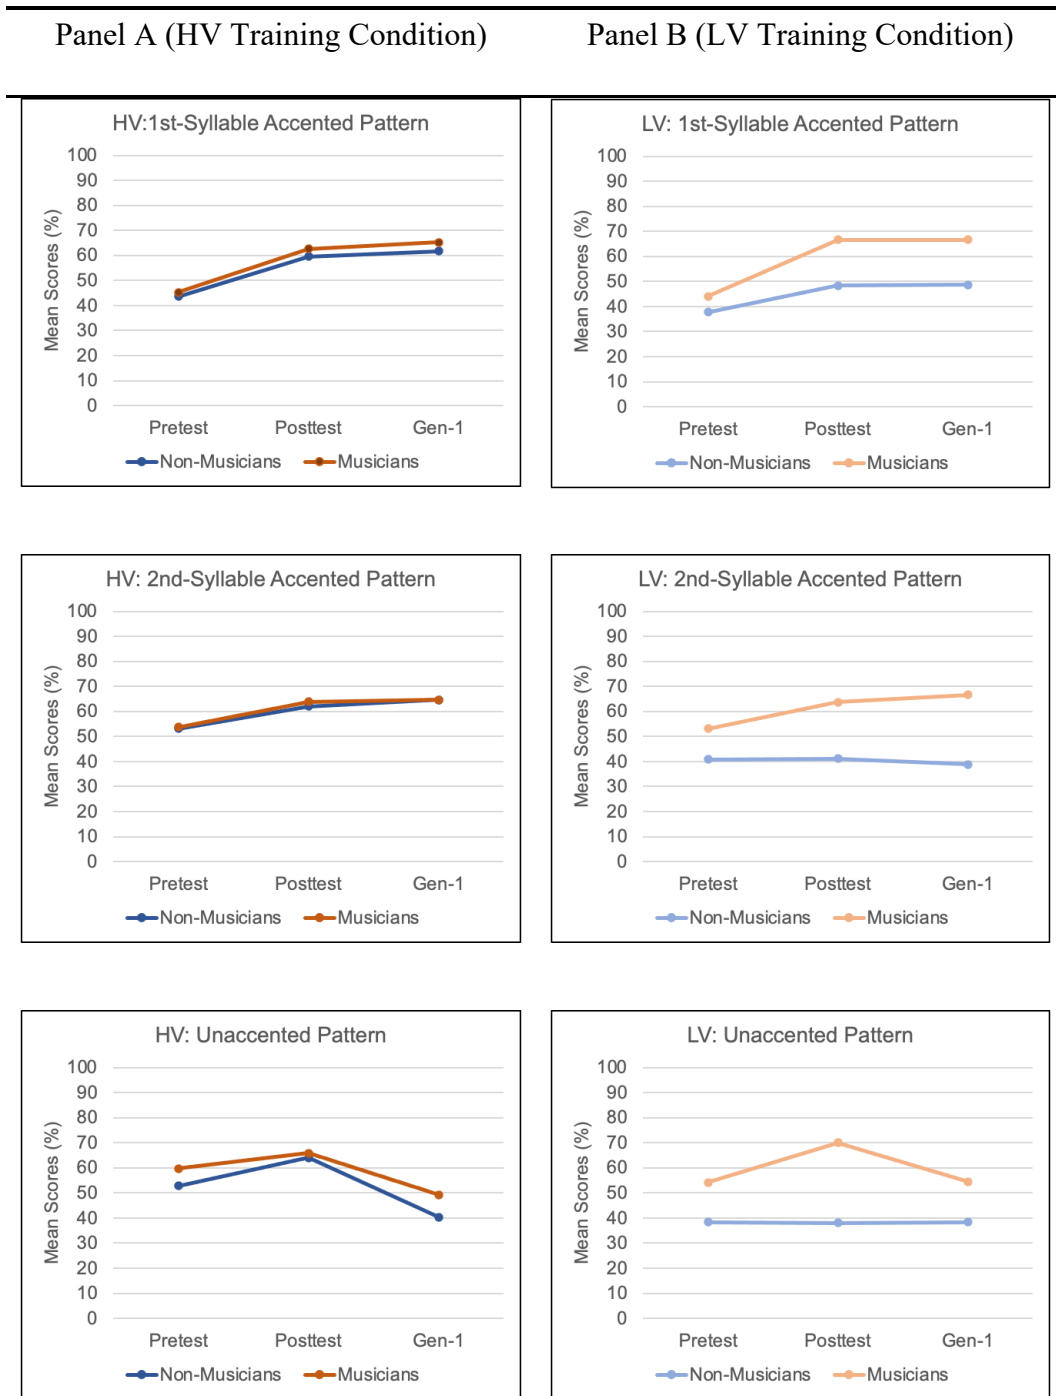 Panel A (HV Training Condition)
Panel B (LV Training Condition)
HV:1st-Syllable Accented Pattern
Mean Scores (%)
100
90
80
70
60
50
40
30
20
10
0
Pretest Posttest Gen-1
Non-Musicians Musicians
LV: 1st-Syllable Accented Pattern
Mean Scores (%)
100
90
80
70
60
50
40
30
20
10
0
Pretest Posttest Gen-1
Non-Musicians Musicians
HV: 2nd-Syllable Accented Pattern
Mean Scores (%)
100
90
80
70
60
50
40
30
20
10
0
Pretest Posttest Gen-1
Non-Musicians Musicians
LV: 2nd-Syllable Accented Pattern
Mean Scores (%)
100
90
80
70
60
50
40
30
20
10
0
Pretest Posttest Gen-1
Non-Musicians Musicians
HV: Unaccented Pattern
Mean Scores (%)
100
90
80
70
60
50
40
30
20
10
0
Pretest Posttest Gen-1
Non-Musicians Musicians
LV: Unaccented Pattern
Mean Scores (%)
100
90
80
70
60
50
40
30
20
10
0
Pretest Posttest Gen-1
Non-Musicians Musicians